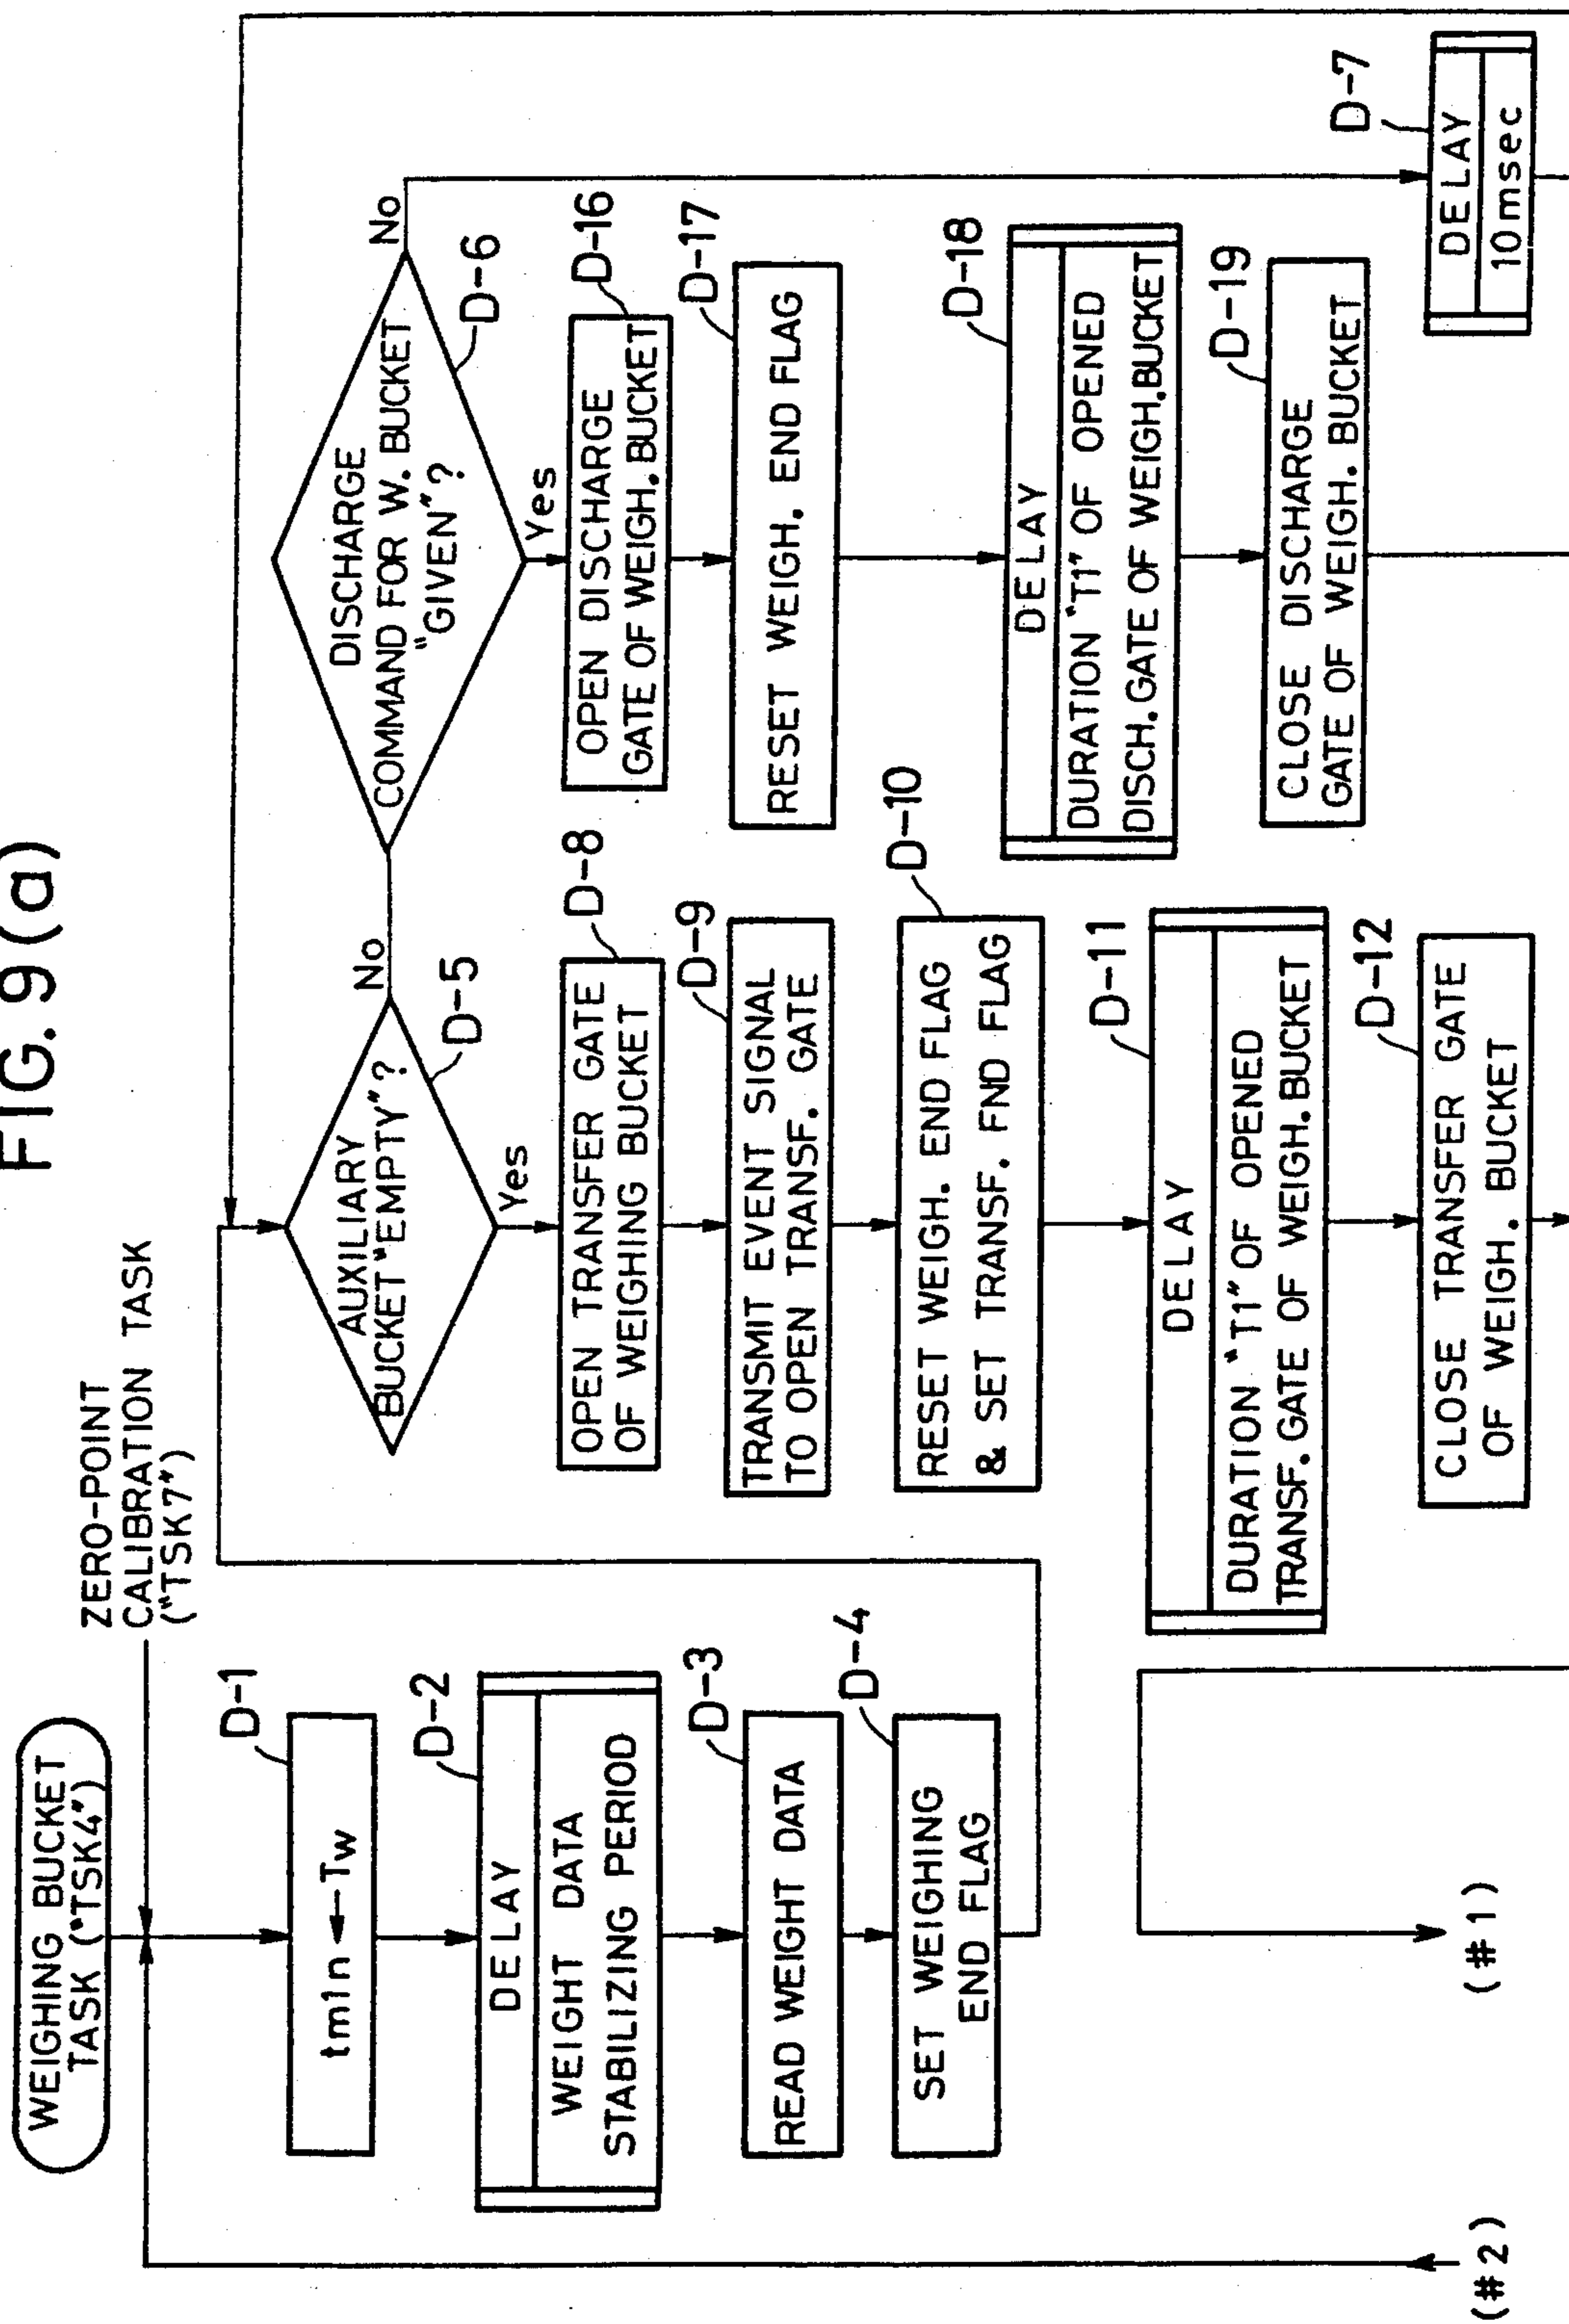 FIG. 9 (a)
WEIGHING BUCKET
TASK ("TSK4")
ZERO-POINT
CALIBRATION TASK
("TSK7")
D-1
tmin ← Tw
D-2
DELAY
WEIGHT DATA
STABILIZING PERIOD
D-3
READ WEIGHT DATA
D-4
SET WEIGHING
END FLAG
AUXILIARY
BUCKET "EMPTY"?
D-5
No
Yes
D-8
OPEN TRANSFER GATE
OF WEIGHING BUCKET
D-9
TRANSMIT EVENT SIGNAL
TO OPEN TRANSF. GATE
D-10
RESET WEIGH. END FLAG
& SET TRANSF. FND FLAG
D-11
DELAY
DURATION "T1" OF OPENED
TRANSF. GATE OF WEIGH. BUCKET
D-12
CLOSE TRANSFER GATE
OF WEIGH. BUCKET
DISCHARGE
COMMAND FOR W. BUCKET
"GIVEN"?
D-6
No
Yes
D-16
OPEN DISCHARGE
GATE OF WEIGH. BUCKET
D-17
RESET WEIGH. END FLAG
D-18
DELAY
DURATION "T1" OF OPENED
DISCH. GATE OF WEIGH. BUCKET
D-19
CLOSE DISCHARGE
GATE OF WEIGH. BUCKET
D-7
DELAY
10 msec
(#1)
(#2)